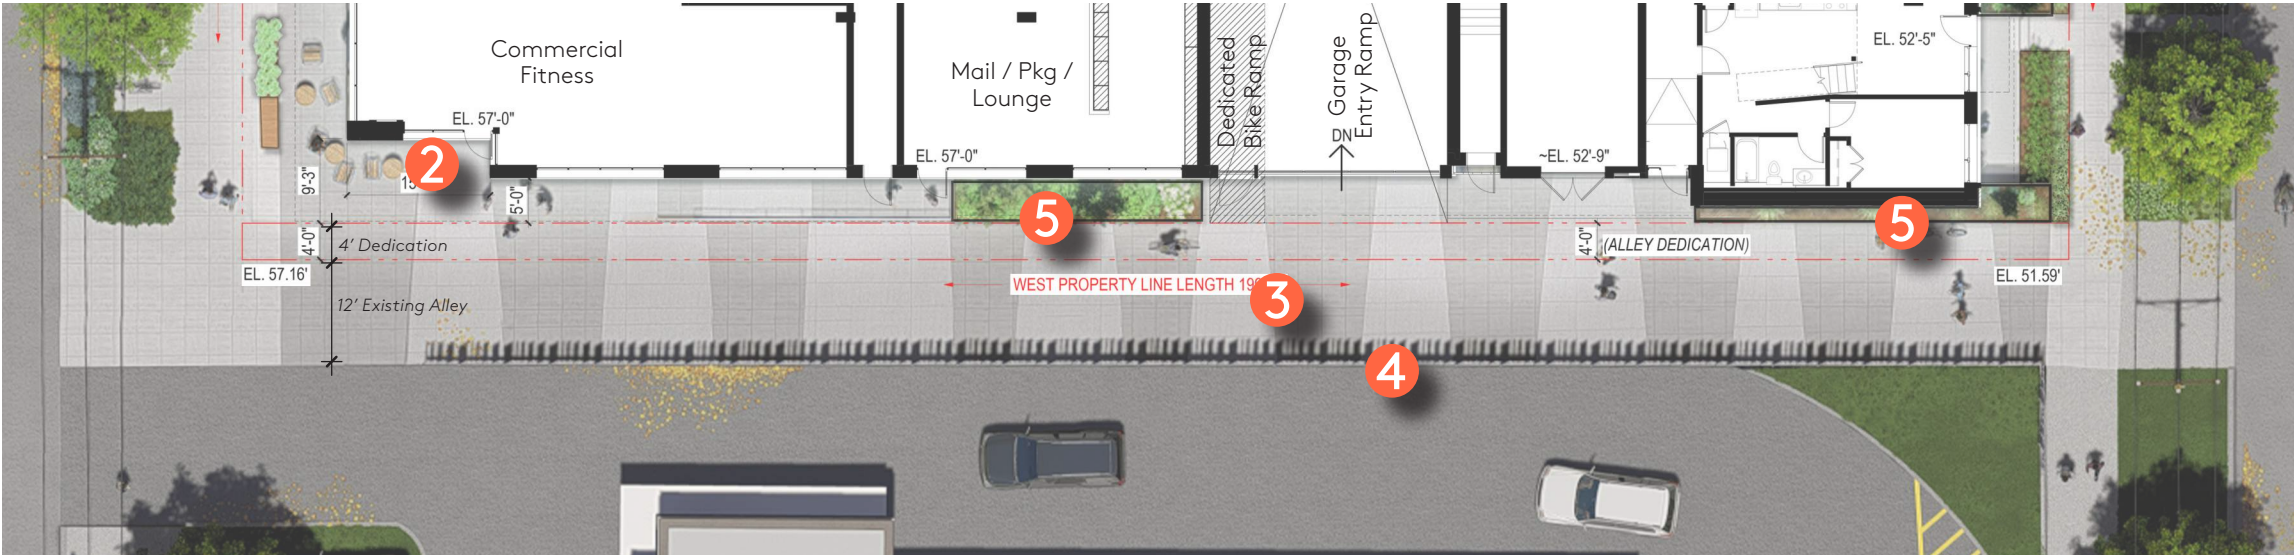 Commercial
Fitness
Mail / Pkg /
Lounge
Dedicated
Bike Ramp
Garage
Entry Ramp
DN
EL. 52'-5"
EL. 57'-0"
EL. 57'-0"
~EL. 52'-9"
2
9'-3"
15
5'-0"
5
5
4'-0"
4' Dedication
4'-0"
(ALLEY DEDICATION)
EL. 57.16'
EL. 51.59'
WEST PROPERTY LINE LENGTH 19
3
12' Existing Alley
4